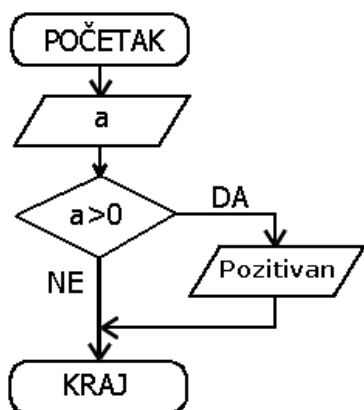 POČETAK
a
a>0
DA
Pozitivan
NE
KRAJ